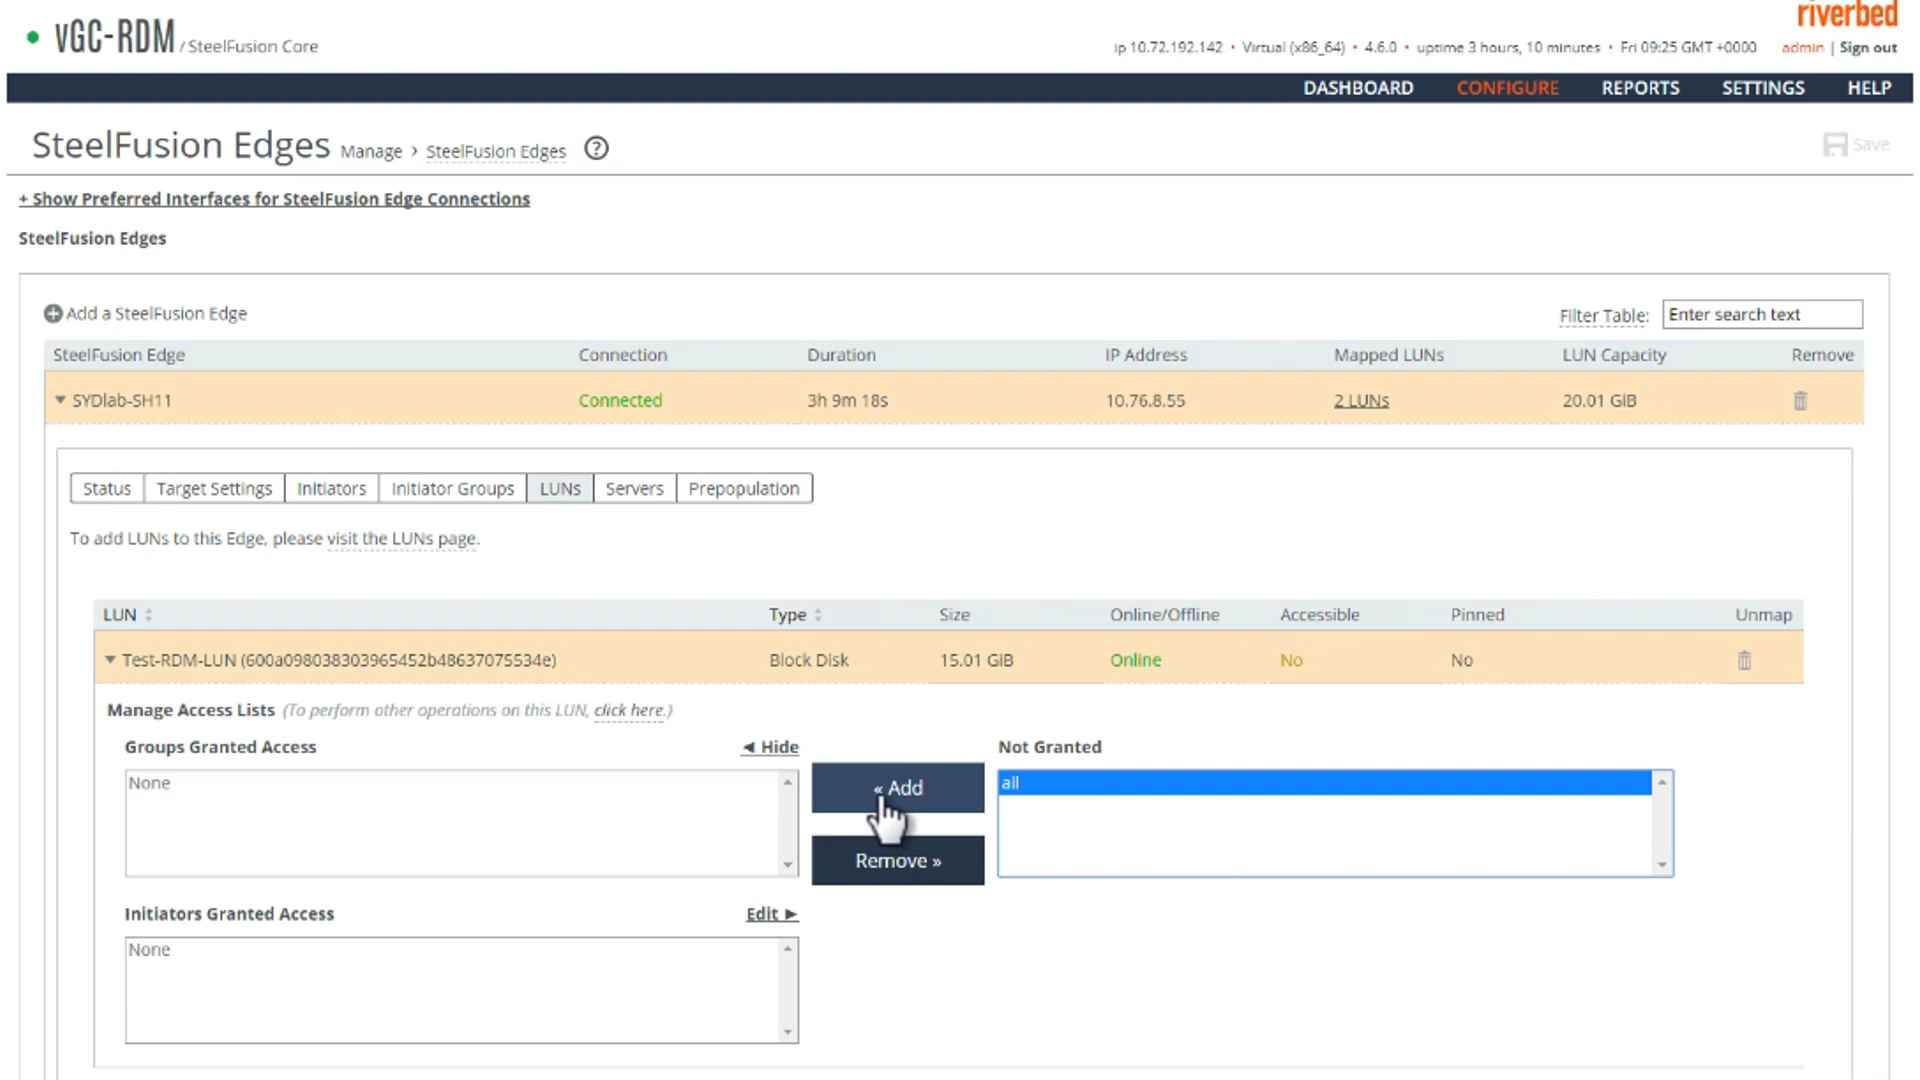 riverbed
vGC-RDM / SteelFusion Core
ip 10.72.192.142 • Virtual (x86_64) • 4.6.0 • uptime 3 hours, 10 minutes • Fri 09:25 GMT +0000 admin | Sign out
DASHBOARD CONFIGURE REPORTS SETTINGS HELP
SteelFusion Edges Manage › SteelFusion Edges ? Save
+ Show Preferred Interfaces for SteelFusion Edge Connections
SteelFusion Edges
Add a SteelFusion Edge Filter Table: Enter search text
SteelFusion Edge Connection Duration IP Address Mapped LUNs LUN Capacity Remove
SYDlab-SH11 Connected 3h 9m 18s 10.76.8.55 2 LUNs 20.01 GiB
Status Target Settings Initiators Initiator Groups LUNs Servers Prepopulation
To add LUNs to this Edge, please visit the LUNs page.
LUN Type Size Online/Offline Accessible Pinned Unmap
Test-RDM-LUN (600a098038303965452b48637075534e) Block Disk 15.01 GiB Online No No
Manage Access Lists (To perform other operations on this LUN, click here.)
Groups Granted Access ◄ Hide Not Granted
None « Add all
Remove »
Initiators Granted Access Edit ►
None